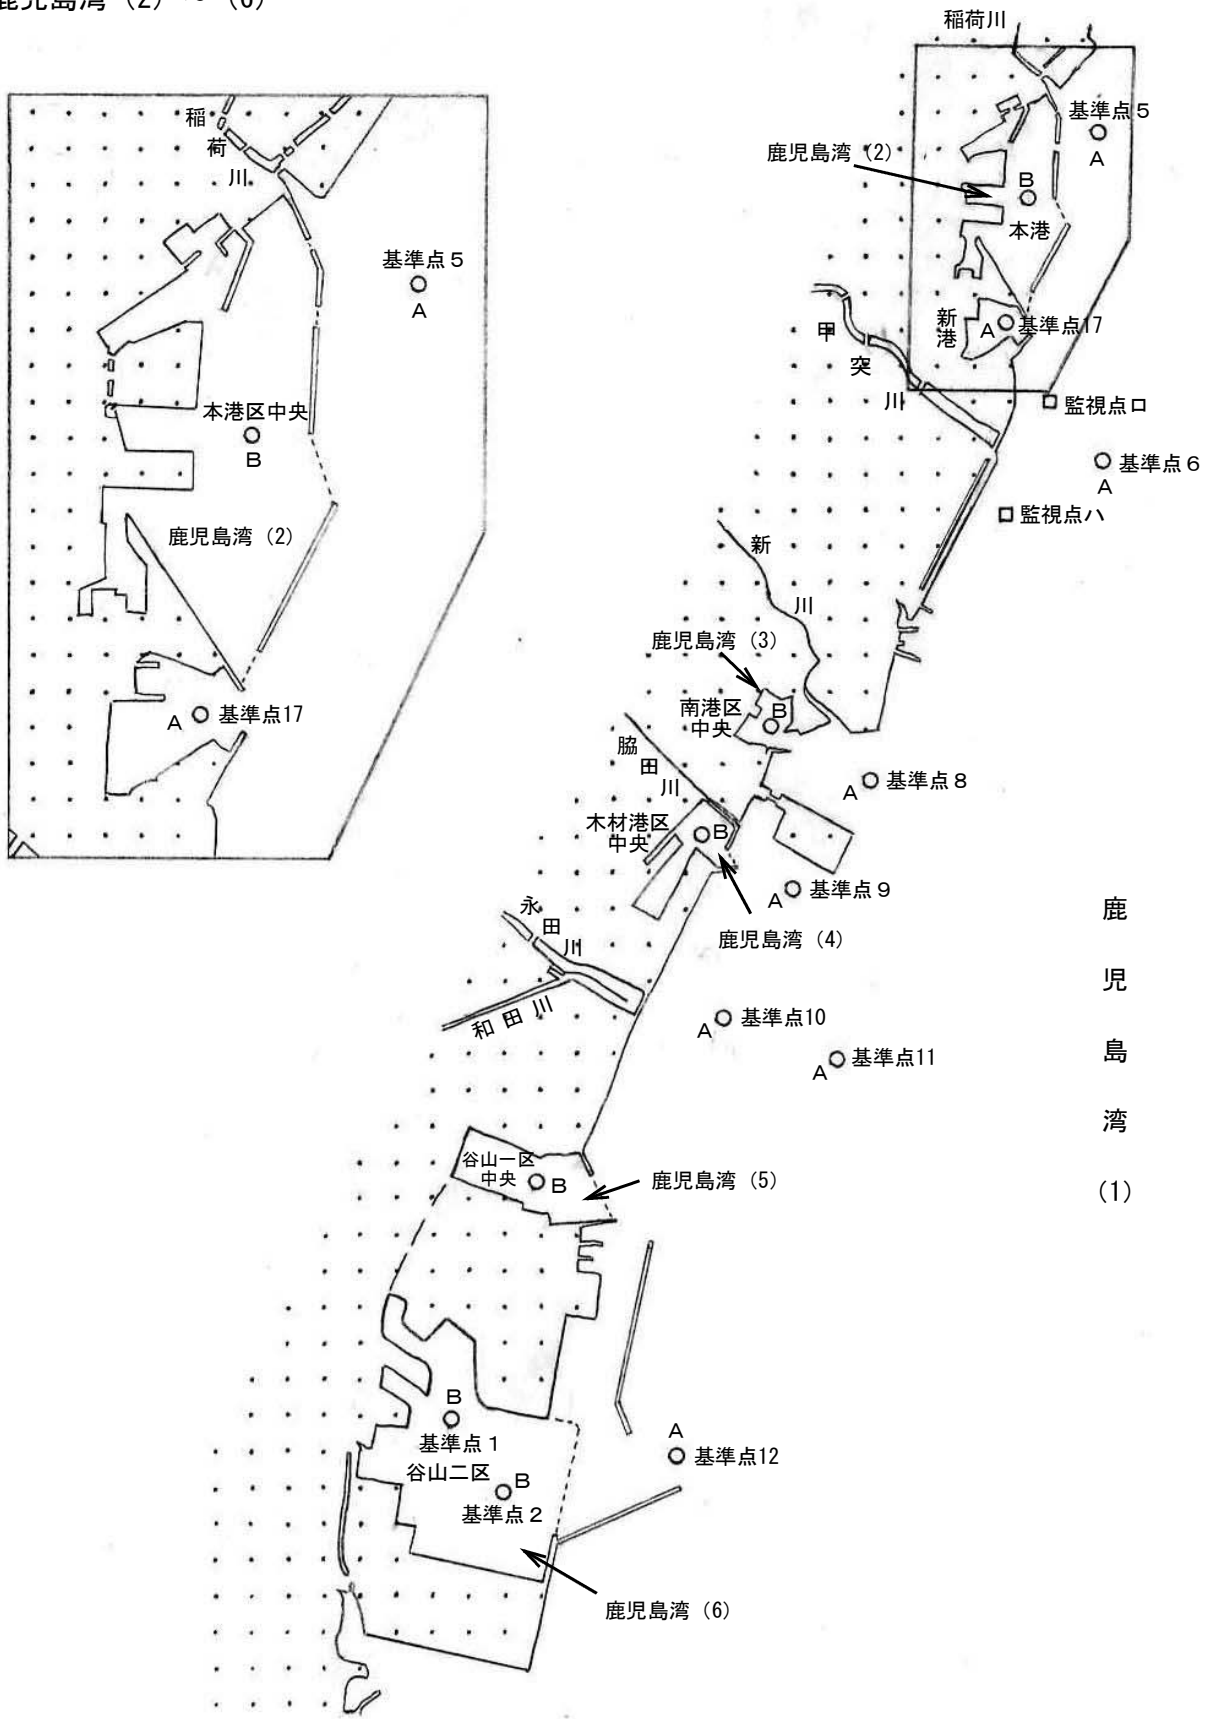 鹿児島湾（2）～（6）
稲荷川
基準点５
A
鹿児島湾（2）
B
本港
新港
A
基準点17
甲突川
監視点ロ
基準点６
A
監視点ハ
稲荷川
基準点５
A
本港区中央
B
鹿児島湾（2）
A
基準点17
新川
鹿児島湾（3）
南港区
中央
B
脇田川
A
基準点８
木材港区
中央
B
A
基準点９
鹿児島湾（4）
永田川
和田川
A
基準点10
A
基準点11
鹿児島湾(1)
谷山一区
中央
B
鹿児島湾（5）
B
基準点１
谷山二区
B
基準点２
A
基準点12
鹿児島湾（6）